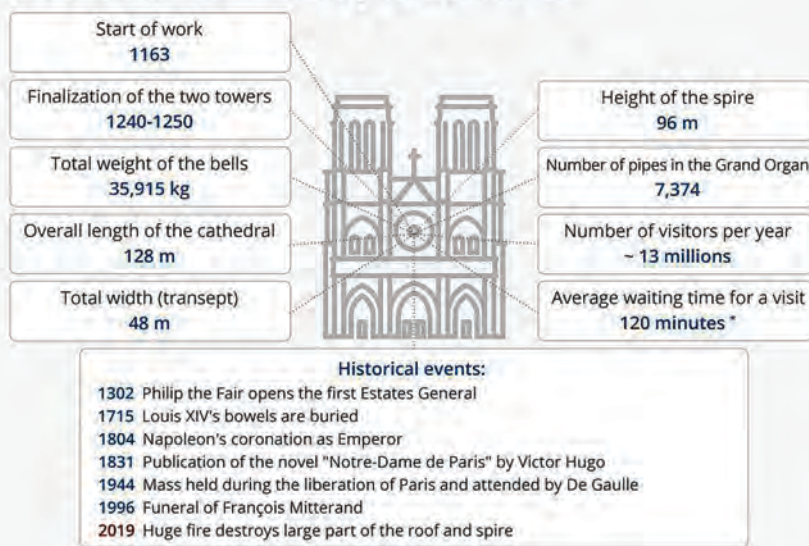 Start of work
1163
Finalization of the two towers
1240-1250
Total weight of the bells
35,915 kg
Overall length of the cathedral
128 m
Total width (transept)
48 m
Height of the spire
96 m
Number of pipes in the Grand Organ
7,374
Number of visitors per year
~ 13 millions
Average waiting time for a visit
120 minutes *
Historical events:
1302 Philip the Fair opens the first Estates General
1715 Louis XIV's bowels are buried
1804 Napoleon's coronation as Emperor
1831 Publication of the novel "Notre-Dame de Paris" by Victor Hugo
1944 Mass held during the liberation of Paris and attended by De Gaulle
1996 Funeral of François Mitterrand
2019 Huge fire destroys large part of the roof and spire